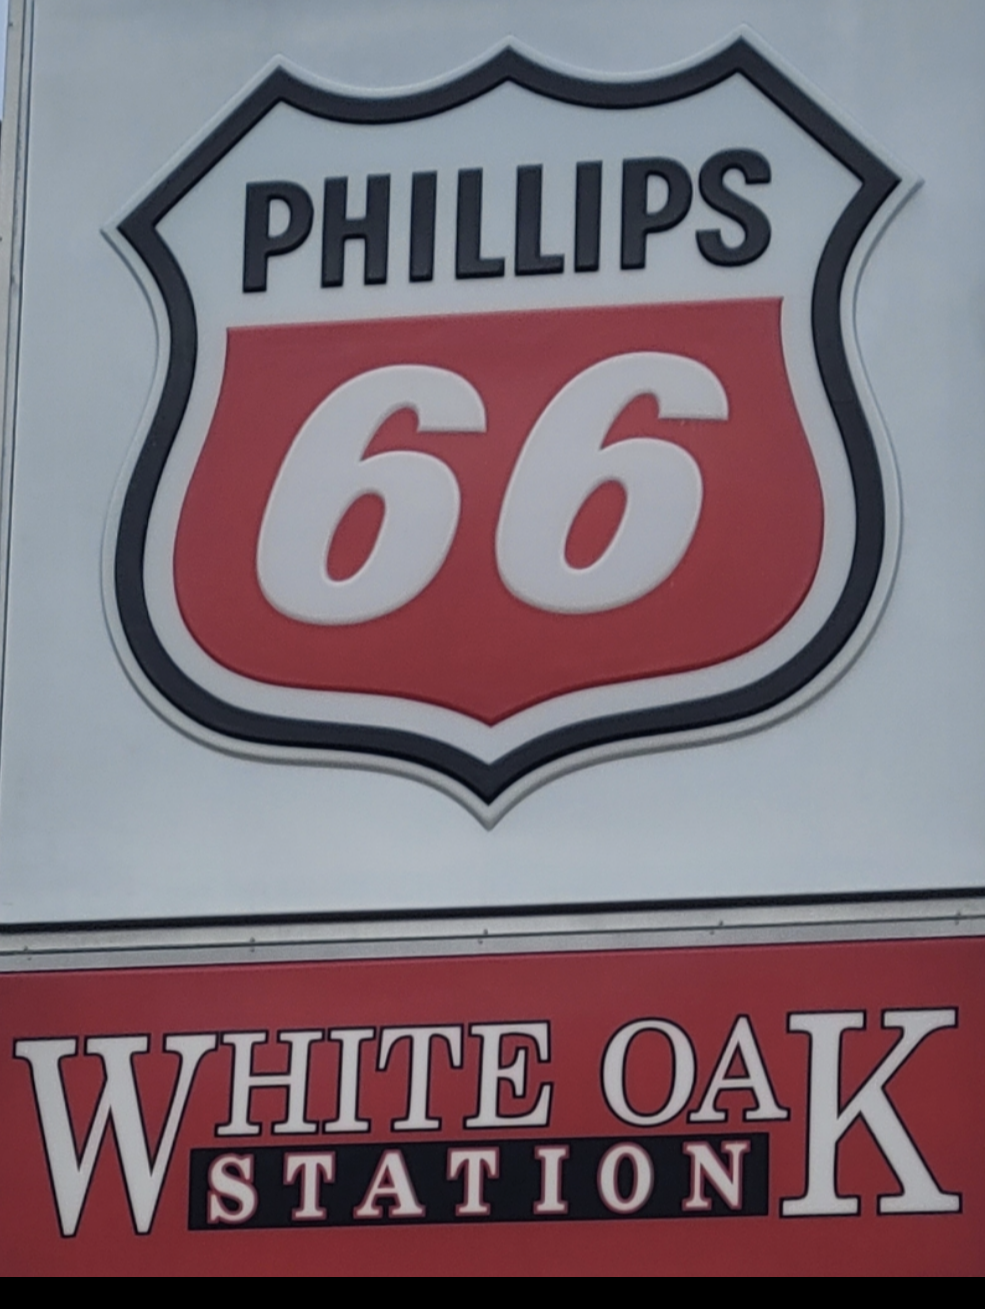 PHILLIPS
66
WHITE OAK
STATION